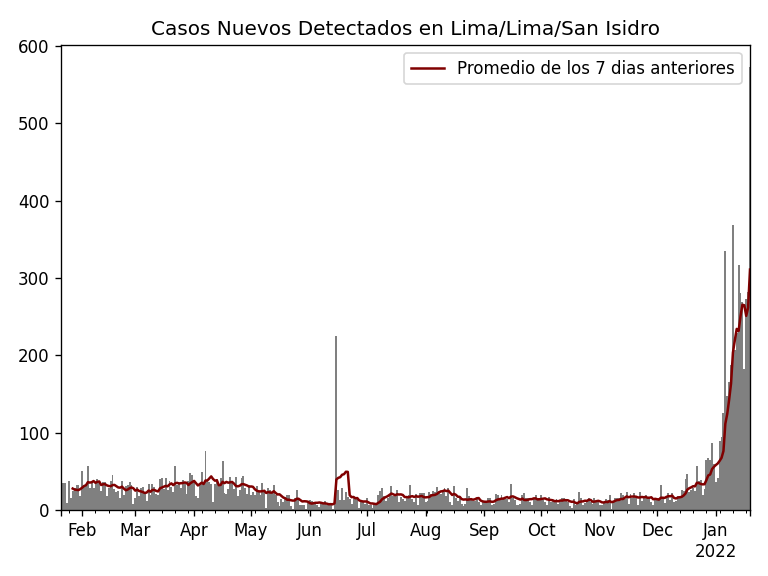 Casos Nuevos Detectados en Lima/Lima/San Isidro
Promedio de los 7 dias anteriores
600
500
400
300
200
100
0
Feb Mar Apr May Jun Jul Aug Sep Oct Nov Dec Jan
2022